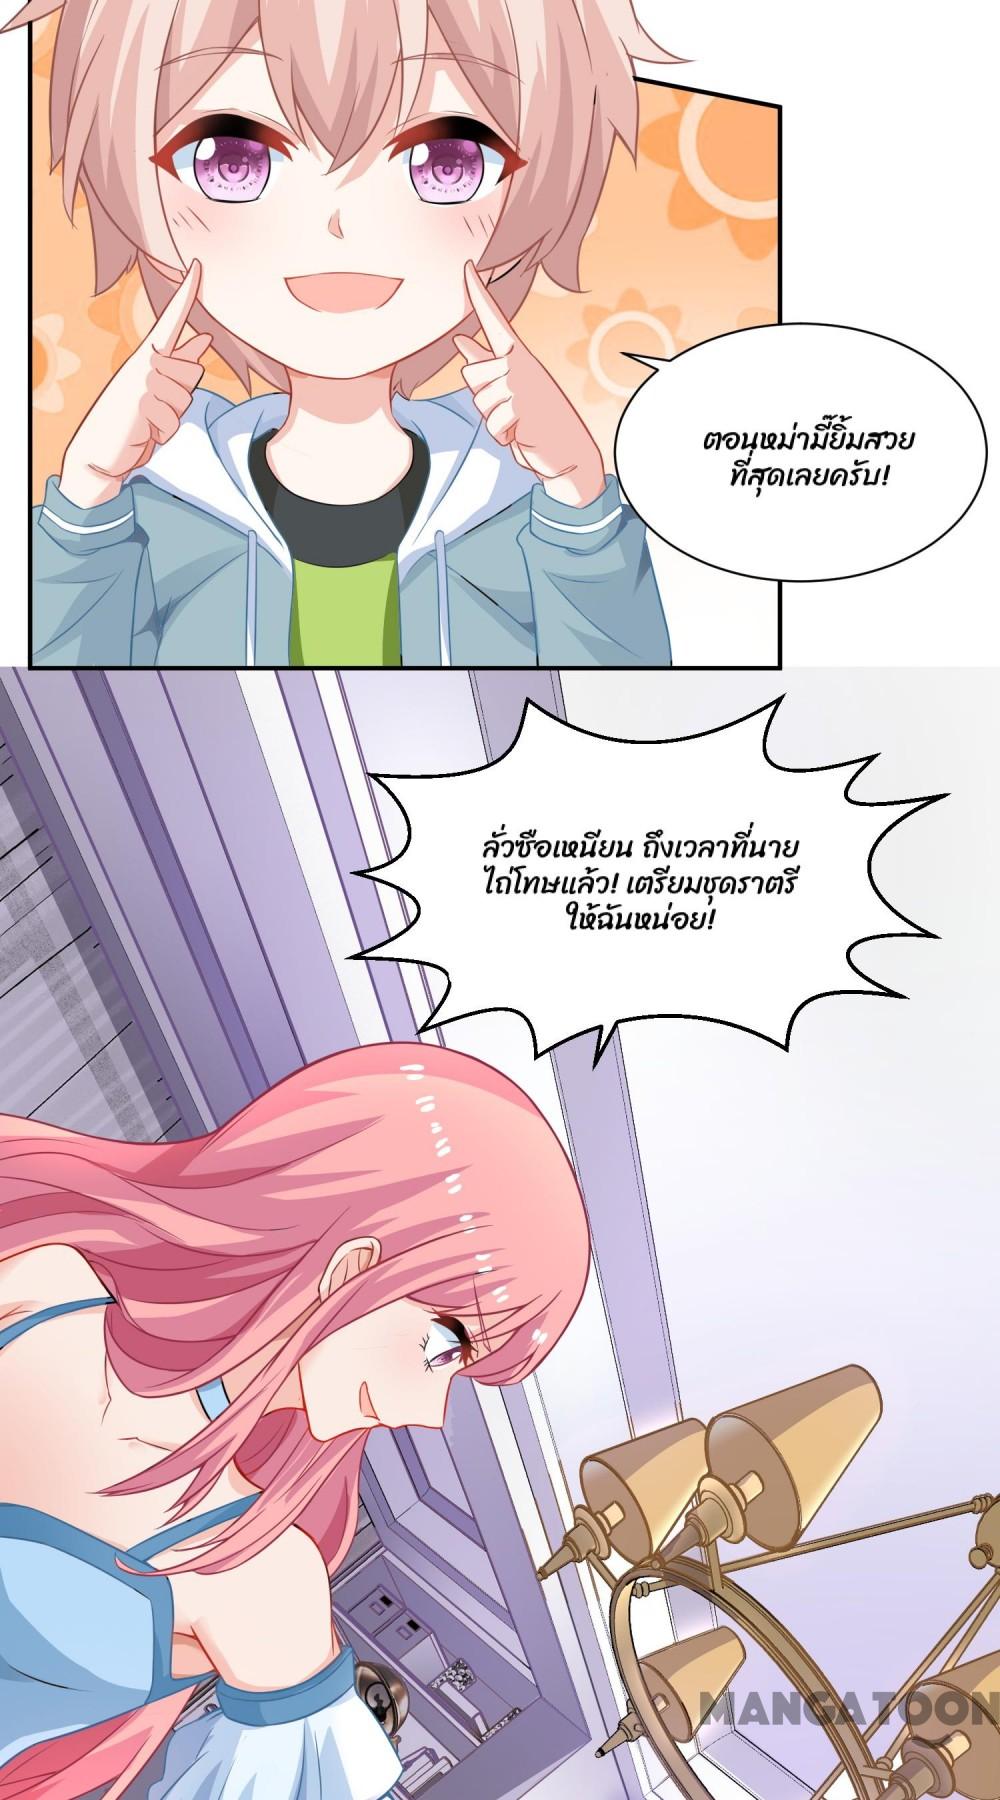 ตอนหม่ามี๊ยิ้มสวย
ที่สุดเลยครับ!
ลั่วซือเหนียน ถึงเวลาที่นาย
ไถ่โทษแล้ว! เตรียมชุดราตรี
ให้ฉันหน่อย!
MANGATOON